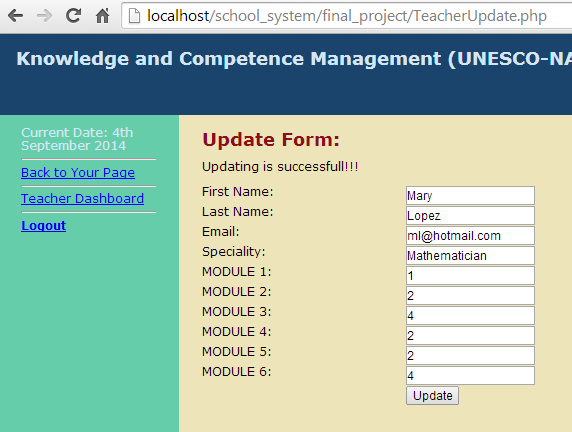 localhost/school_system/final_project/TeacherUpdate.php
Knowledge and Competence Management (UNESCO-NA
Current Date: 4th
September 2014
Back to Your Page
Teacher Dashboard
Logout
Update Form:
Updating is successfull!!!
First Name: Mary
Last Name: Lopez
Email: ml@hotmail.com
Speciality: Mathematician
MODULE 1: 1
MODULE 2: 2
MODULE 3: 4
MODULE 4: 2
MODULE 5: 2
MODULE 6: 4
Update